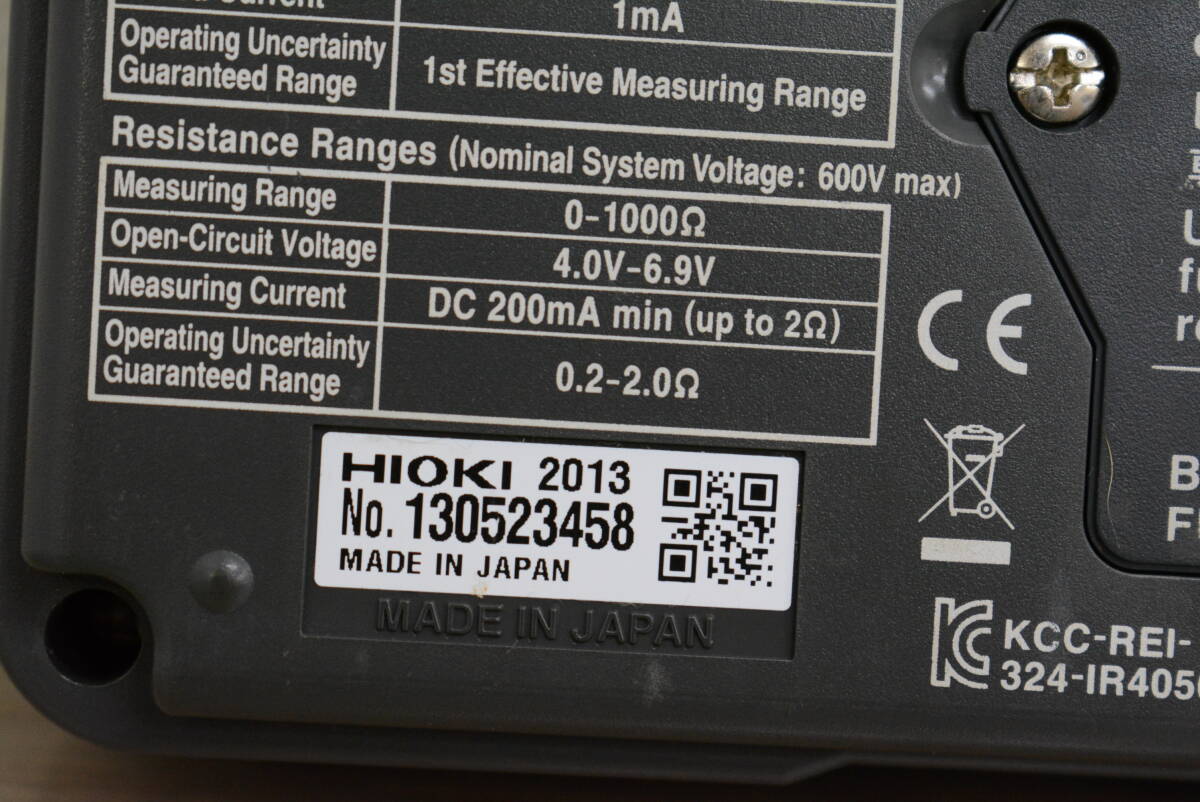 1mA
Operating Uncertainty
Guaranteed Range
1st Effective Measuring Range
Resistance Ranges (Nominal System Voltage: 600V max)
Measuring Range
0-1000Ω
Open-Circuit Voltage
4.0V-6.9V
Measuring Current
DC 200mA min (up to 2Ω)
Operating Uncertainty
Guaranteed Range
0.2-2.0Ω
CE
HIOKI 2013
No. 130523458
MADE IN JAPAN
MADE IN JAPAN
KCC-REI-
324-IR4056